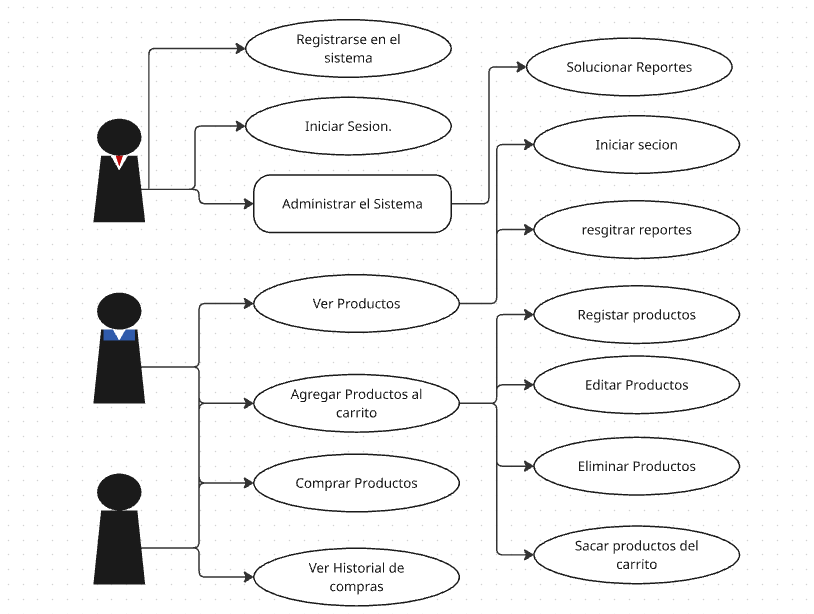 Registrarse en el
sistema
Iniciar Sesion.
Administrar el Sistema
Ver Productos
Agregar Productos al
carrito
Comprar Productos
Ver Historial de
compras
Solucionar Reportes
Iniciar secion
resgitrar reportes
Registar productos
Editar Productos
Eliminar Productos
Sacar productos del
carrito